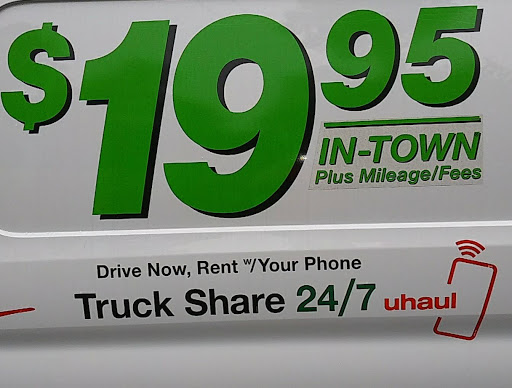 $19 95
IN-TOWN
Plus Mileage/Fees
Drive Now, Rent w/Your Phone
Truck Share 24/7 uhaul